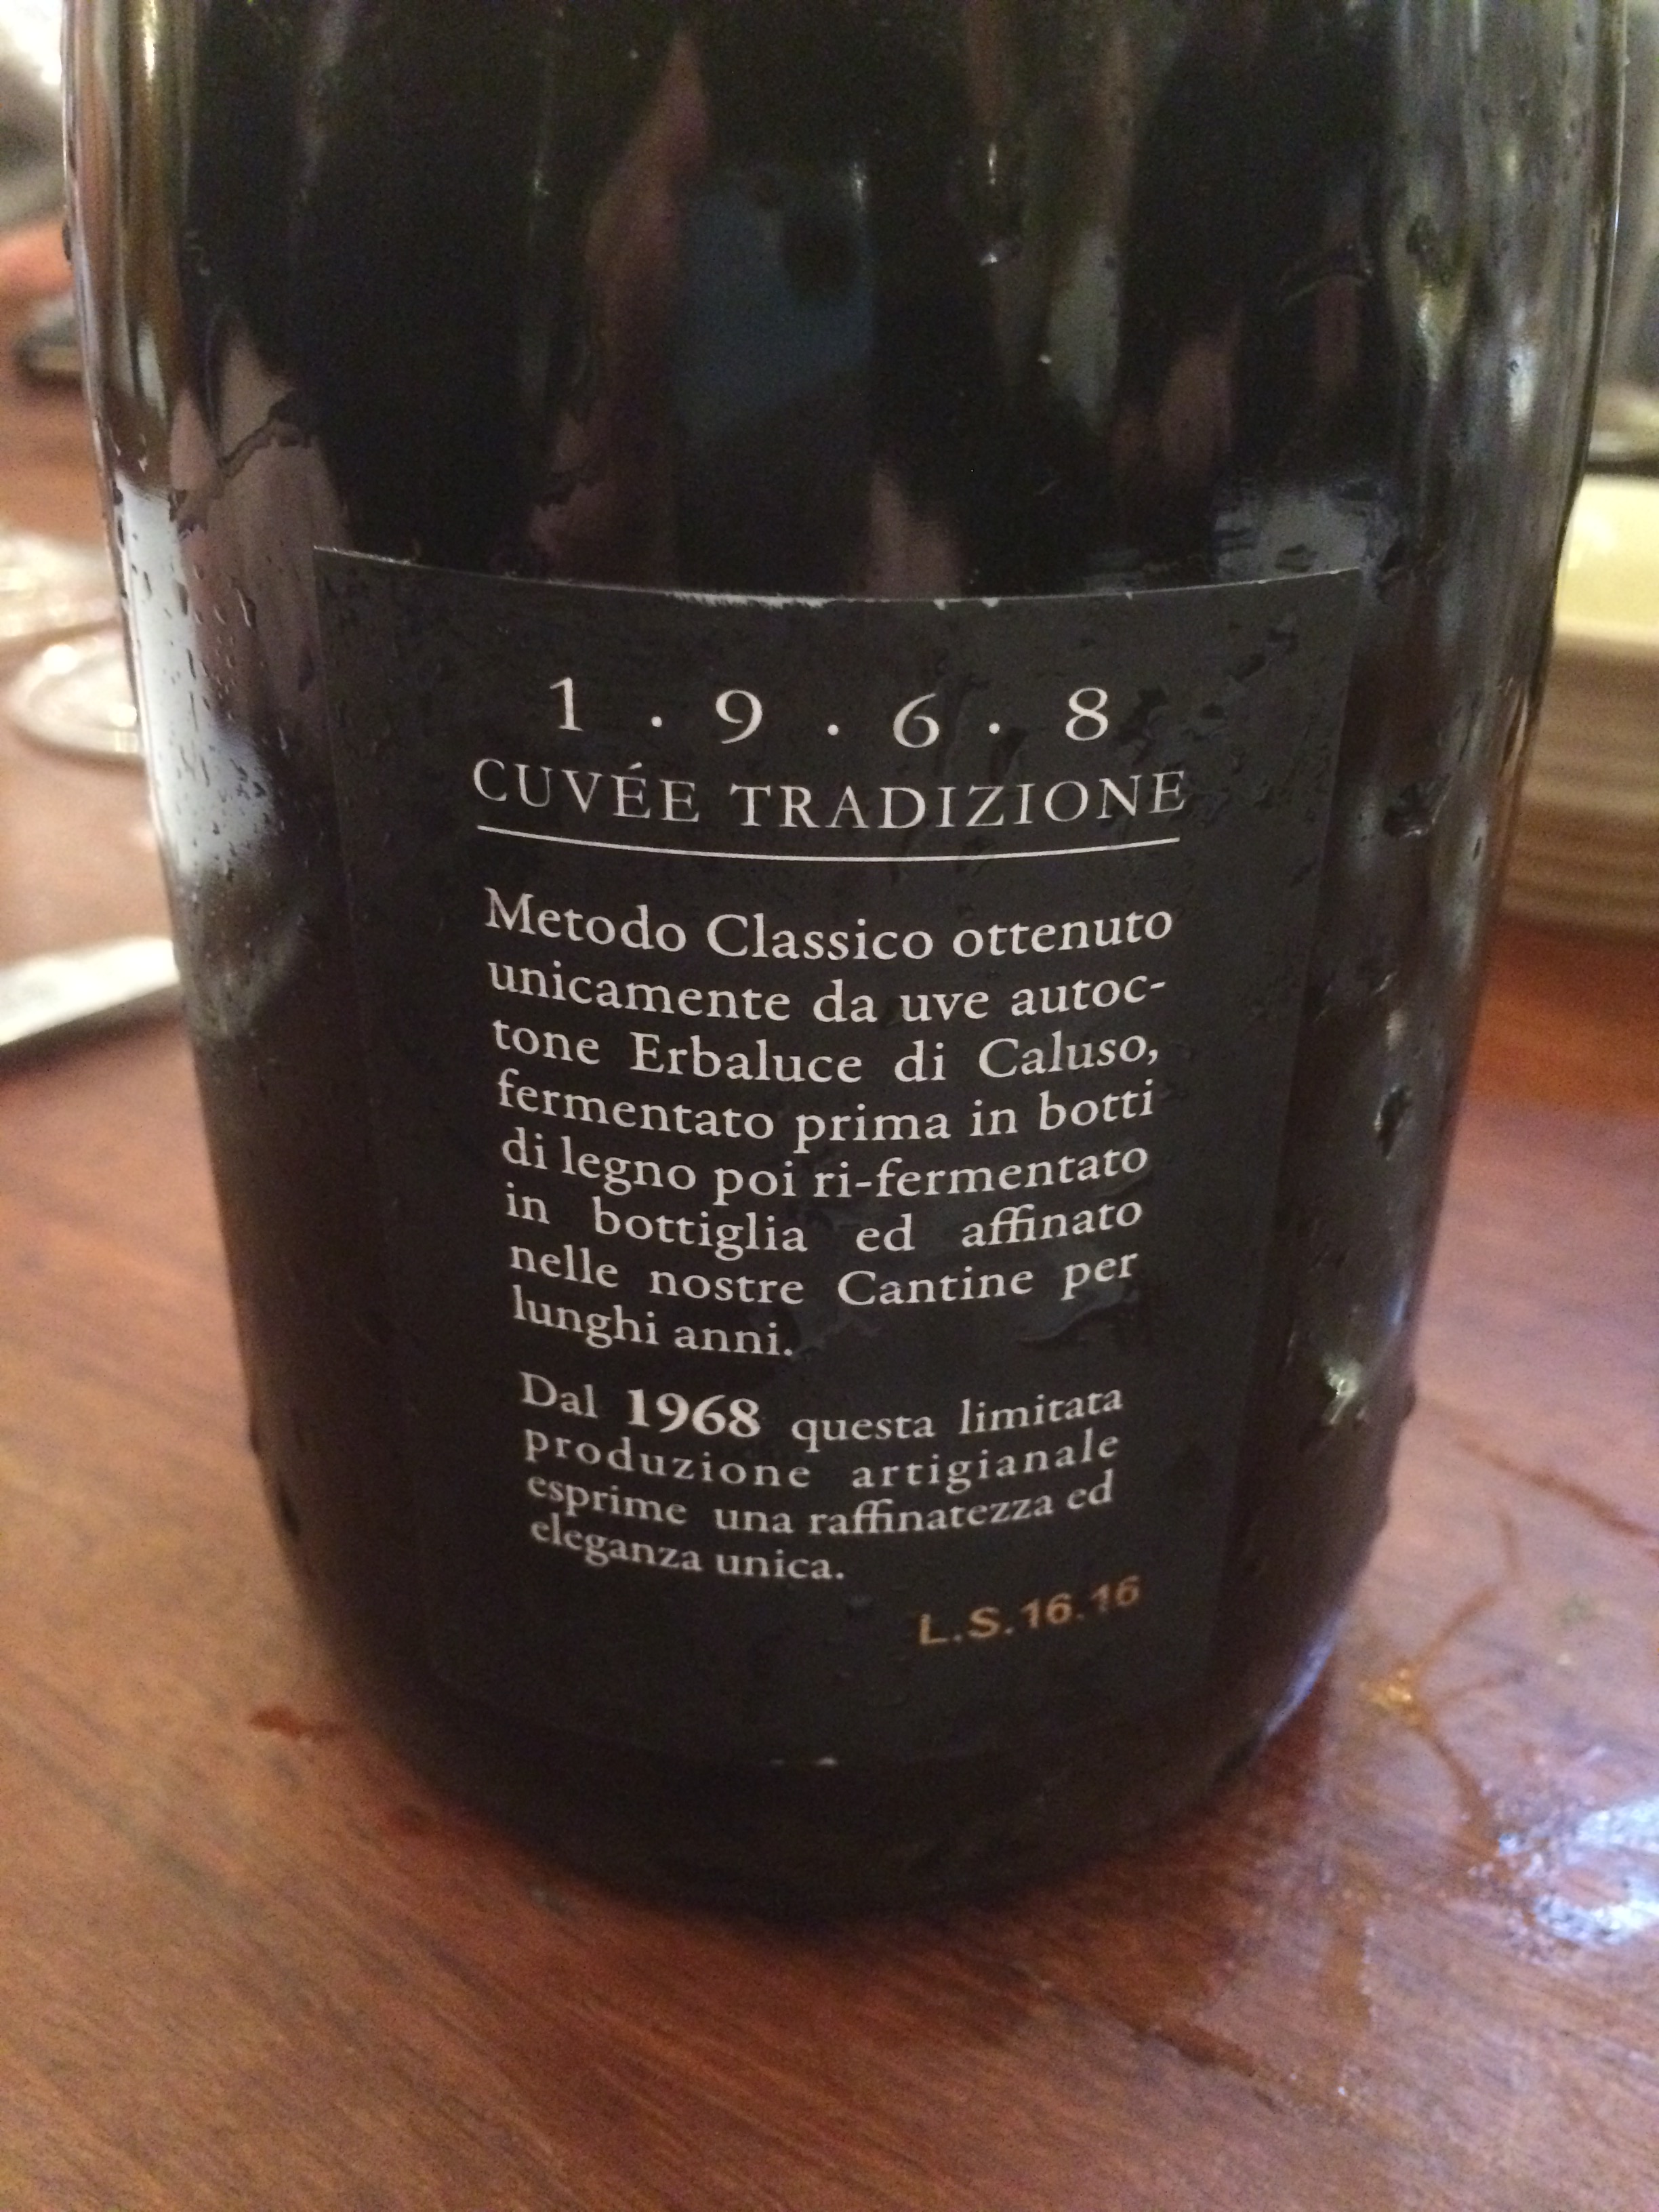 1 · 9 · 6 · 8
CUVÉE TRADIZIONE
Metodo Classico ottenuto
unicamente da uve autoc-
tone Erbaluce di Caluso,
fermentato prima in botti
di legno poi ri-fermentato
in bottiglia ed affinato
nelle nostre Cantine per
lunghi anni.
Dal 1968 questa limitata
produzione artigianale
esprime una raffinatezza ed
eleganza unica.
L.S.16.16